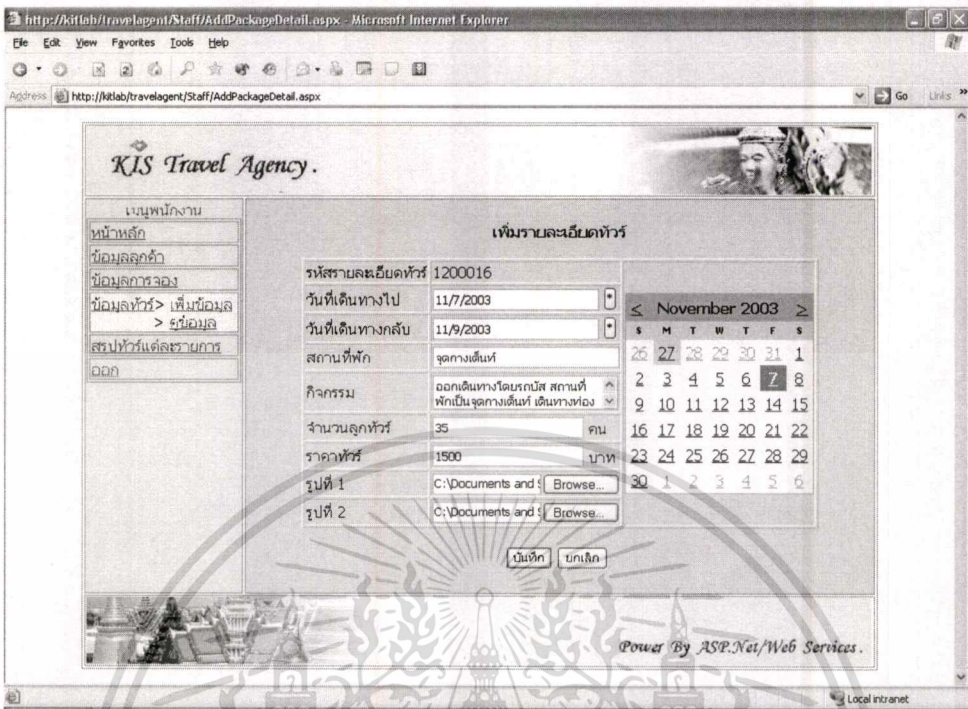 http://kitlab/travelagent/Staff/AddPackageDetail.aspx - Microsoft Internet Explorer
File Edit View Favorites Tools Help
Address http://kitlab/travelagent/Staff/AddPackageDetail.aspx Go Links »
KIS Travel Agency.
เมนูพนักงาน
หน้าหลัก
ข้อมูลลูกค้า
ข้อมูลการจอง
ข้อมูลทัวร์> เพิ่มข้อมูล
> ดูข้อมูล
สรุปทัวร์แต่ละรายการ
ออก
เพิ่มรายละเอียดทัวร์
รหัสรายละเอียดทัวร์ 1200016
วันที่เดินทางไป 11/7/2003 *
วันที่เดินทางกลับ 11/9/2003 *
สถานที่พัก จุดกางเต็นท์
กิจกรรม ออกเดินทางโดยรถบัส สถานที่
พักเป็นจุดกางเต็นท์ เดินทางท่อง
จำนวนลูกทัวร์ 35 คน
ราคาทัวร์ 1500 บาท
รูปที่ 1 C:\Documents and S Browse...
รูปที่ 2 C:\Documents and S Browse...
< November 2003 >
S M T W T F S
26 27 28 29 30 31 1
2 3 4 5 6 7 8
9 10 11 12 13 14 15
16 17 18 19 20 21 22
23 24 25 26 27 28 29
30 1 2 3 4 5 6
บันทึก ยกเลิก
Power By ASP.Net/Web Services.
Local intranet